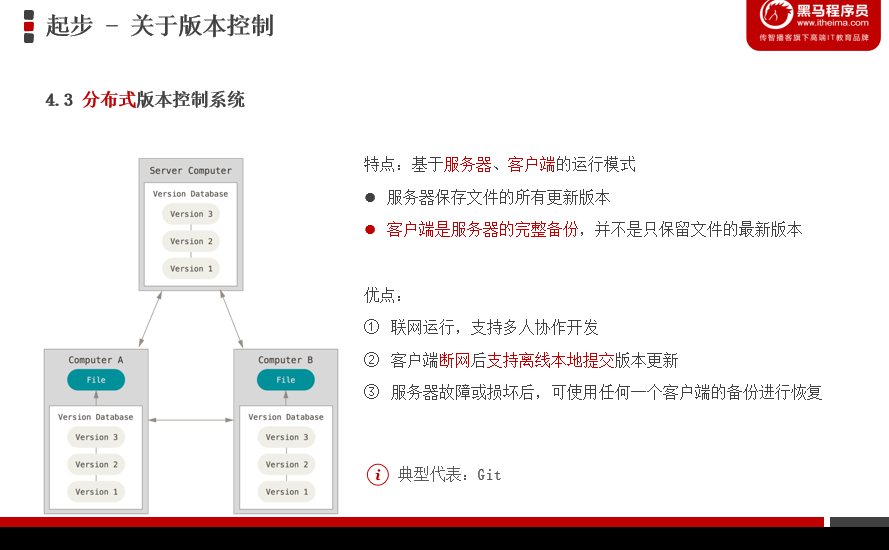 起步 – 关于版本控制
黑马程序员
www.itheima.com
传智播客旗下高端IT教育品牌
4.3 分布式版本控制系统
Server Computer
Version Database
Version 3
Version 2
Version 1
Computer A
File
Version Database
Version 3
Version 2
Version 1
Computer B
File
Version Database
Version 3
Version 2
Version 1
特点：基于服务器、客户端的运行模式
● 服务器保存文件的所有更新版本
● 客户端是服务器的完整备份，并不是只保留文件的最新版本
优点：
① 联网运行，支持多人协作开发
② 客户端断网后支持离线本地提交版本更新
③ 服务器故障或损坏后，可使用任何一个客户端的备份进行恢复
i 典型代表：Git